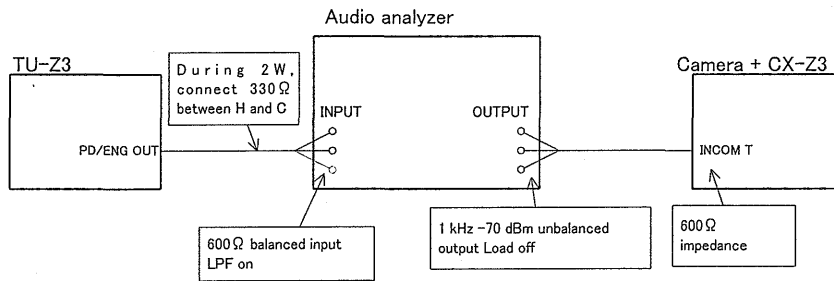 Audio analyzer
TU-Z3
During 2W,
connect 330Ω
between H and C
Camera + CX-Z3
INPUT
OUTPUT
PD/ENG OUT
INCOM T
600Ω balanced input
LPF on
1 kHz -70 dBm unbalanced
output Load off
600Ω
impedance